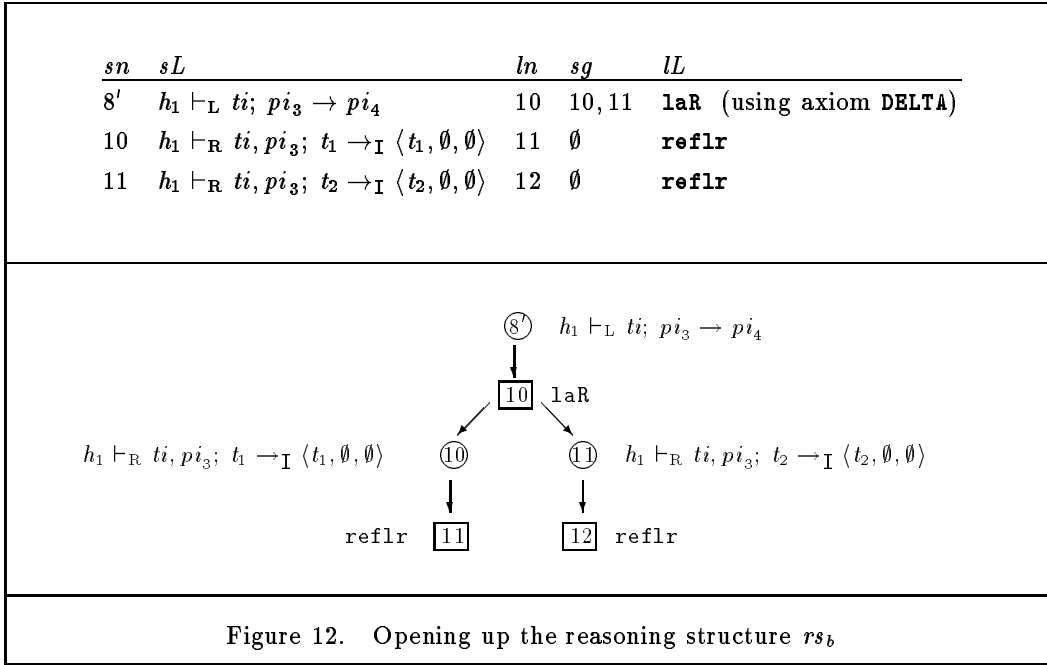 sn sL ln sg lL
8′ h₁ ⊢L ti; pi₃ → pi₄ 10 10, 11 laR (using axiom DELTA)
10 h₁ ⊢R ti, pi₃; t₁ →I ⟨t₁, ∅, ∅⟩ 11 ∅ reflr
11 h₁ ⊢R ti, pi₃; t₂ →I ⟨t₂, ∅, ∅⟩ 12 ∅ reflr
8′ h₁ ⊢L ti; pi₃ → pi₄
10 laR
h₁ ⊢R ti, pi₃; t₁ →I ⟨t₁, ∅, ∅⟩ 10 11 h₁ ⊢R ti, pi₃; t₂ →I ⟨t₂, ∅, ∅⟩
reflr 11 12 reflr
Figure 12. Opening up the reasoning structure rs_b